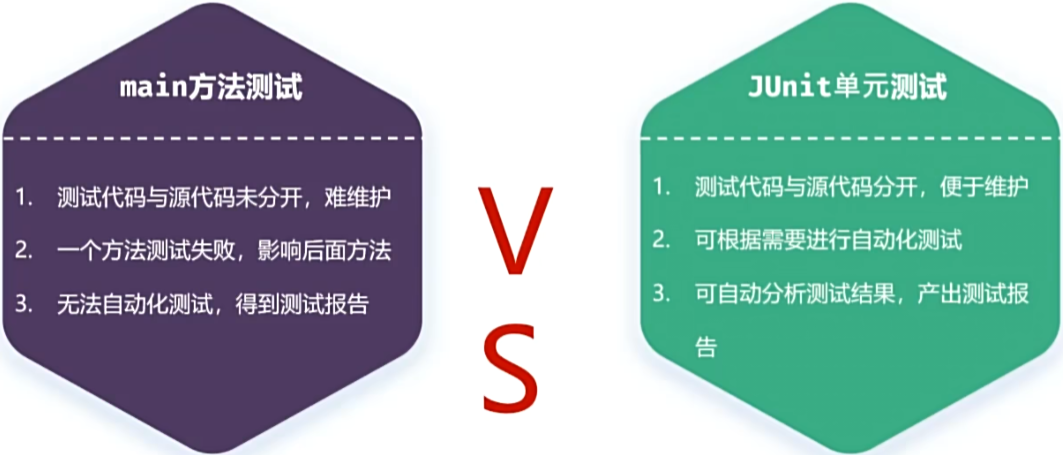 main方法测试
1. 测试代码与源代码未分开，难维护
2. 一个方法测试失败，影响后面方法
3. 无法自动化测试，得到测试报告
V
S
JUnit单元测试
1. 测试代码与源代码分开，便于维护
2. 可根据需要进行自动化测试
3. 可自动分析测试结果，产出测试报
告